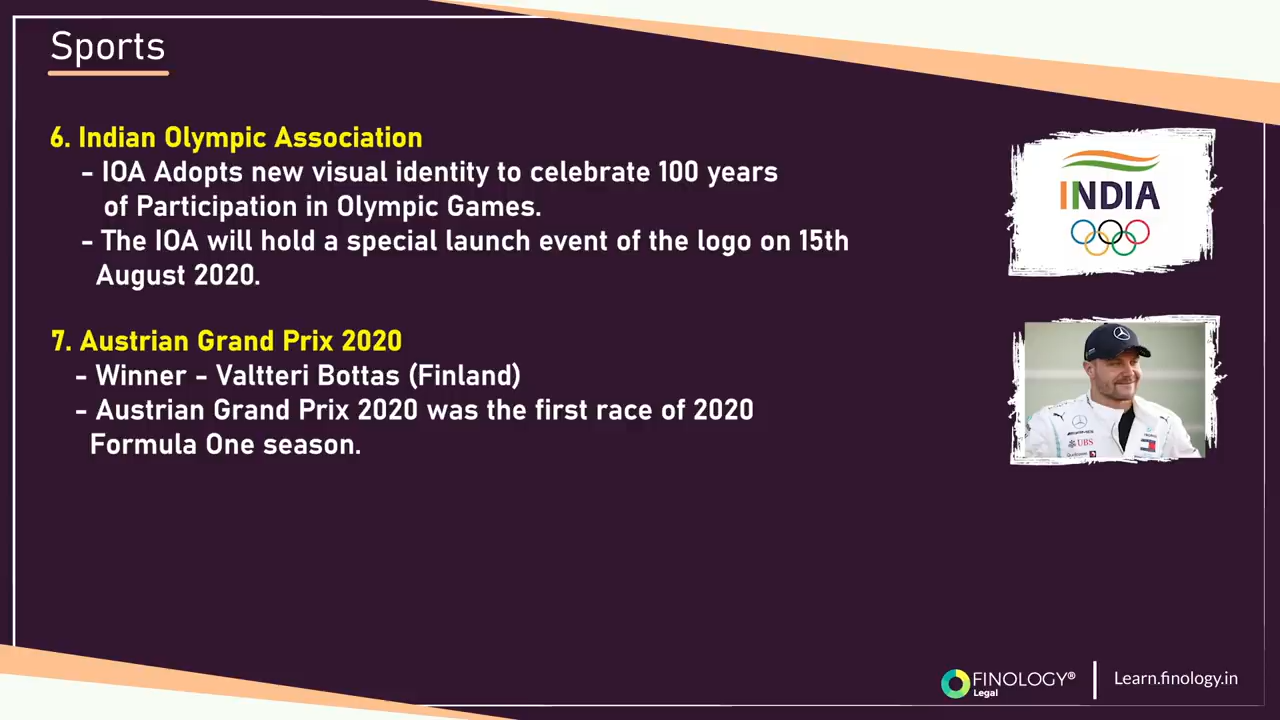 Sports
6. Indian Olympic Association
- IOA Adopts new visual identity to celebrate 100 years
of Participation in Olympic Games.
- The IOA will hold a special launch event of the logo on 15th
August 2020.
INDIA
7. Austrian Grand Prix 2020
- Winner - Valtteri Bottas (Finland)
- Austrian Grand Prix 2020 was the first race of 2020
Formula One season.
UBS
FINOLOGY®
Legal
Learn.finology.in